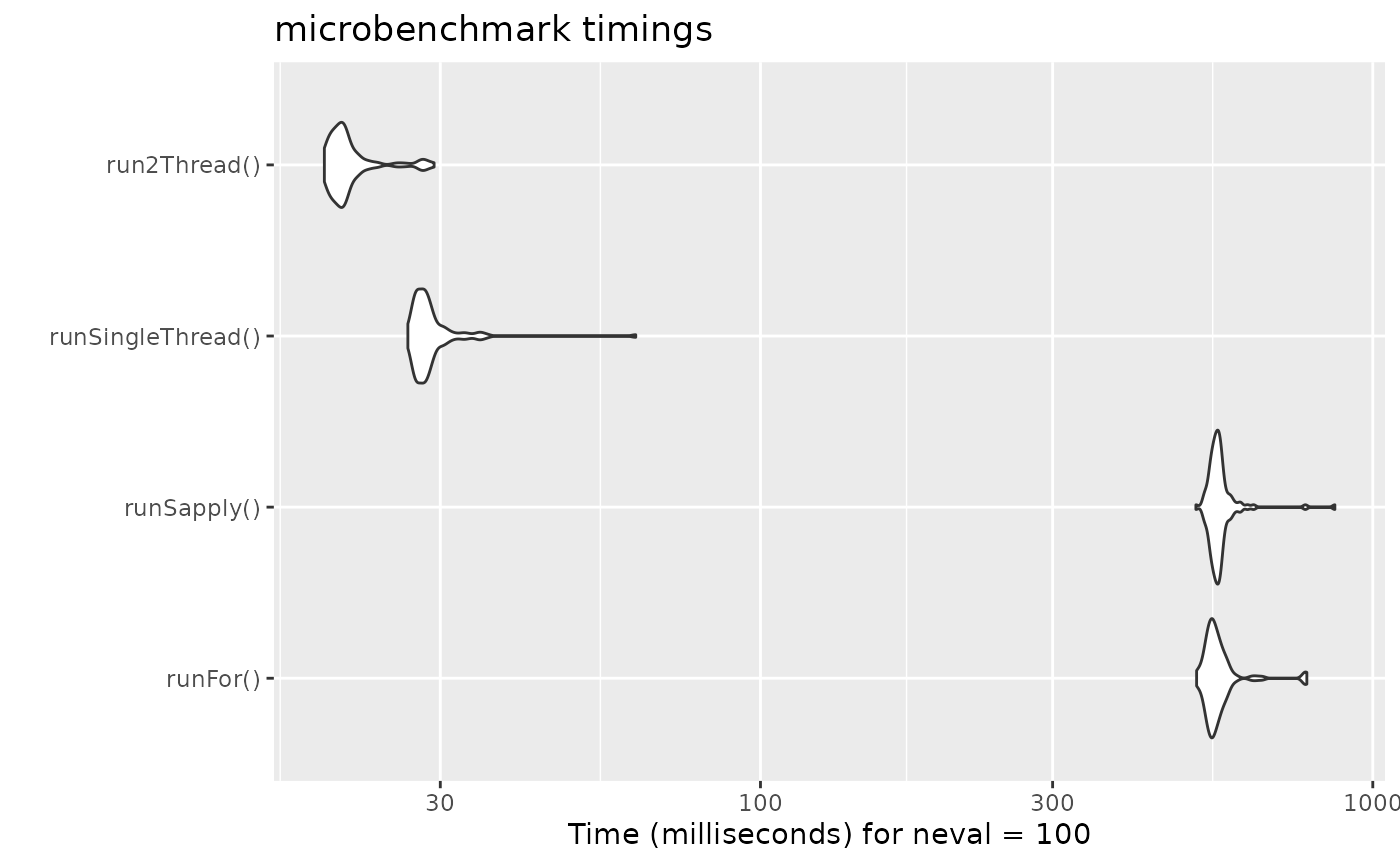 microbenchmark timings
run2Thread()
runSingleThread()
runSapply()
runFor()
30 100 300 1000
Time (milliseconds) for neval = 100